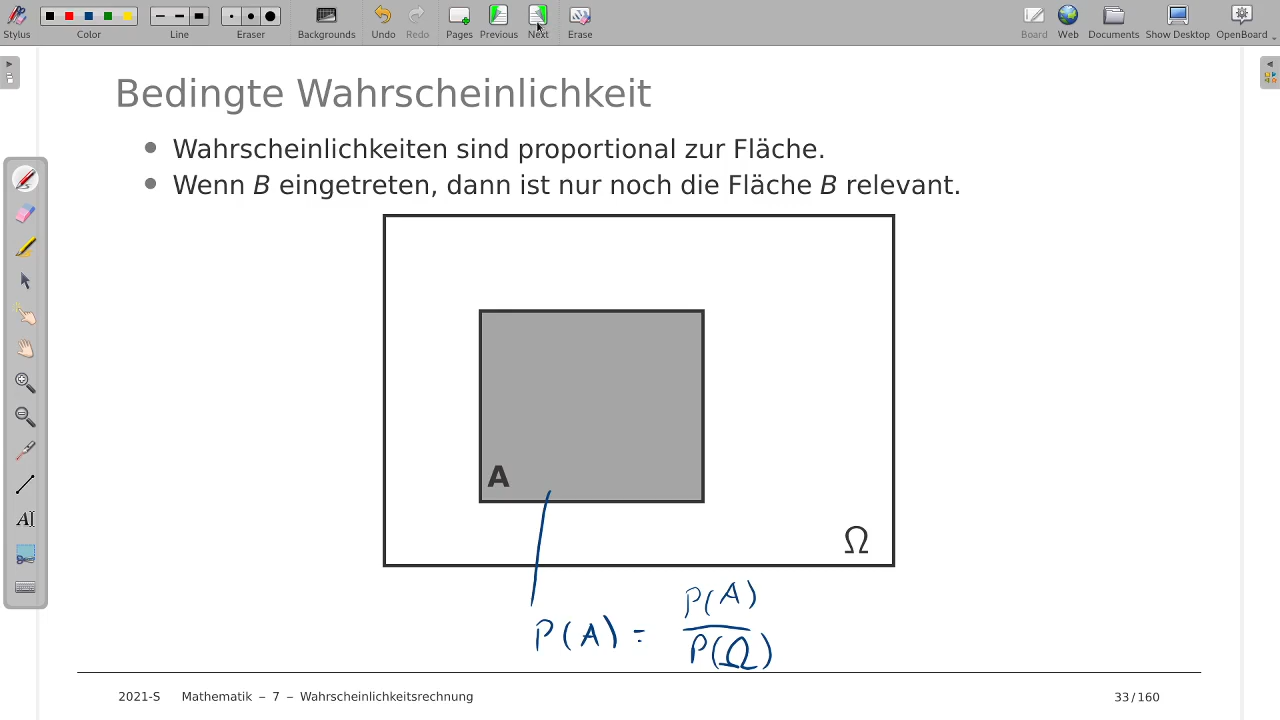 Stylus Color Line Eraser Backgrounds Undo Redo Pages Previous Next Erase Board Web Documents Show Desktop OpenBoard
Bedingte Wahrscheinlichkeit
Wahrscheinlichkeiten sind proportional zur Fläche.
Wenn B eingetreten, dann ist nur noch die Fläche B relevant.
A
Ω
P(A) = P(A) / P(Ω)
2021-S Mathematik – 7 – Wahrscheinlichkeitsrechnung 33/160